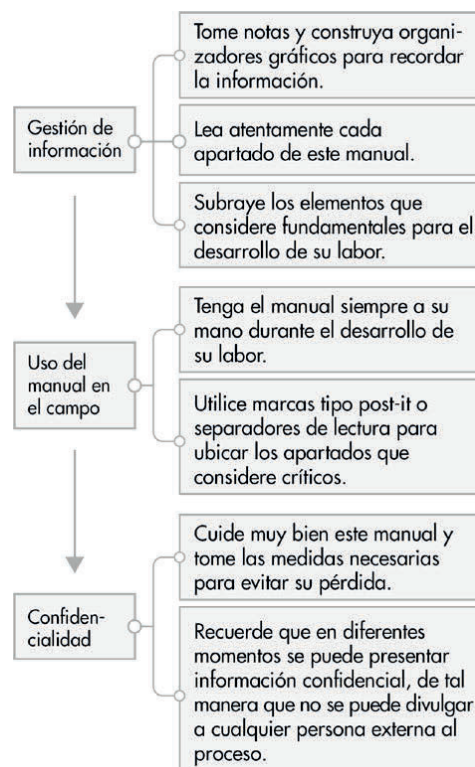 Gestión de
información
Tome notas y construya organi-
zadores gráficos para recordar
la información.
Lea atentamente cada
apartado de este manual.
Subraye los elementos que
considere fundamentales para el
desarrollo de su labor.
Uso del
manual en
el campo
Tenga el manual siempre a su
mano durante el desarrollo de
su labor.
Utilice marcas tipo post-it o
separadores de lectura para
ubicar los apartados que
considere críticos.
Confiden-
cialidad
Cuide muy bien este manual y
tome las medidas necesarias
para evitar su pérdida.
Recuerde que en diferentes
momentos se puede presentar
información confidencial, de tal
manera que no se puede divulgar
a cualquier persona externa al
proceso.